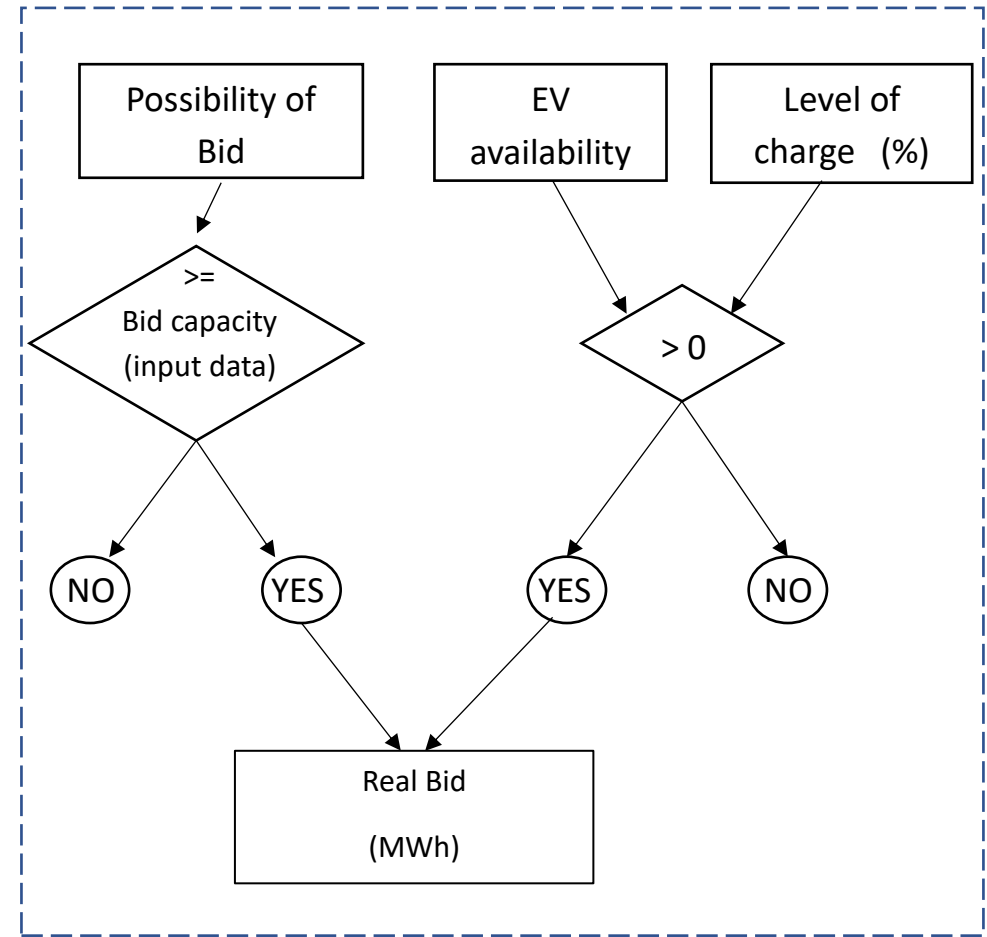 Possibility of
Bid
EV
availability
Level of
charge (%)
>=
Bid capacity
(input data)
> 0
NO
YES
YES
NO
Real Bid
(MWh)